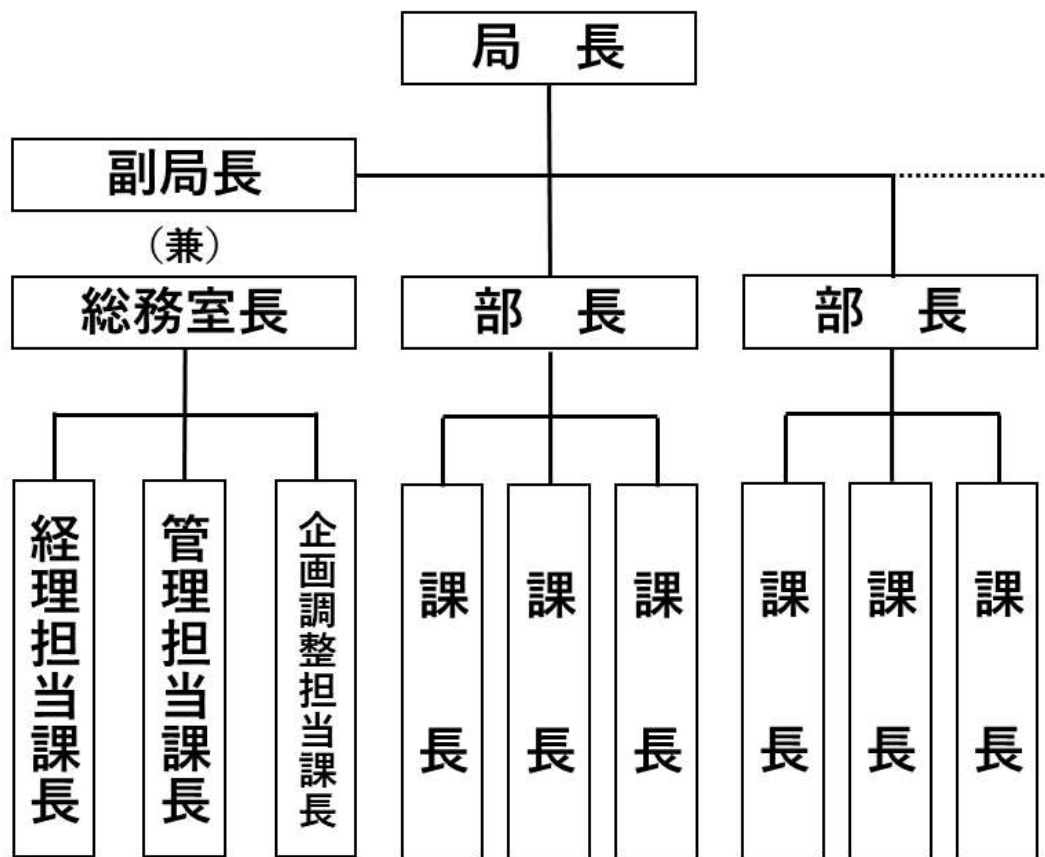 局　長
副局長
（兼）
総務室長
部　長
部　長
経理担当課長
管理担当課長
企画調整担当課長
課長
課長
課長
課長
課長
課長